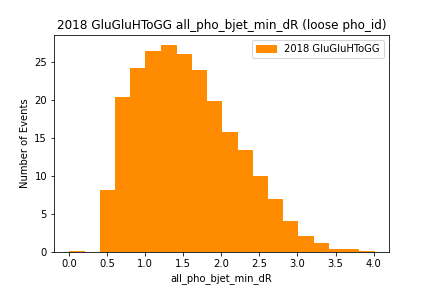 2018 GluGluHToGG all_pho_bjet_min_dR (loose pho_id)
2018 GluGluHToGG
Number of Events
25
20
15
10
5
0
0.0 0.5 1.0 1.5 2.0 2.5 3.0 3.5 4.0
all_pho_bjet_min_dR